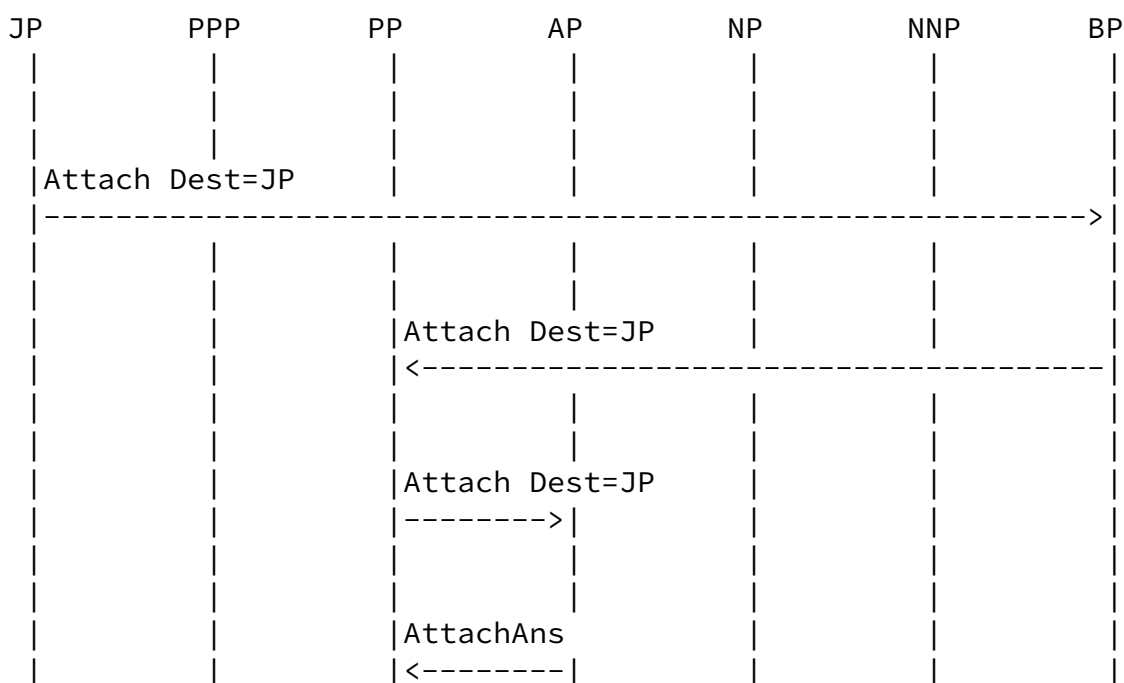 JP PPP PP AP NP NNP BP
Attach Dest=JP
Attach Dest=JP
Attach Dest=JP
AttachAns